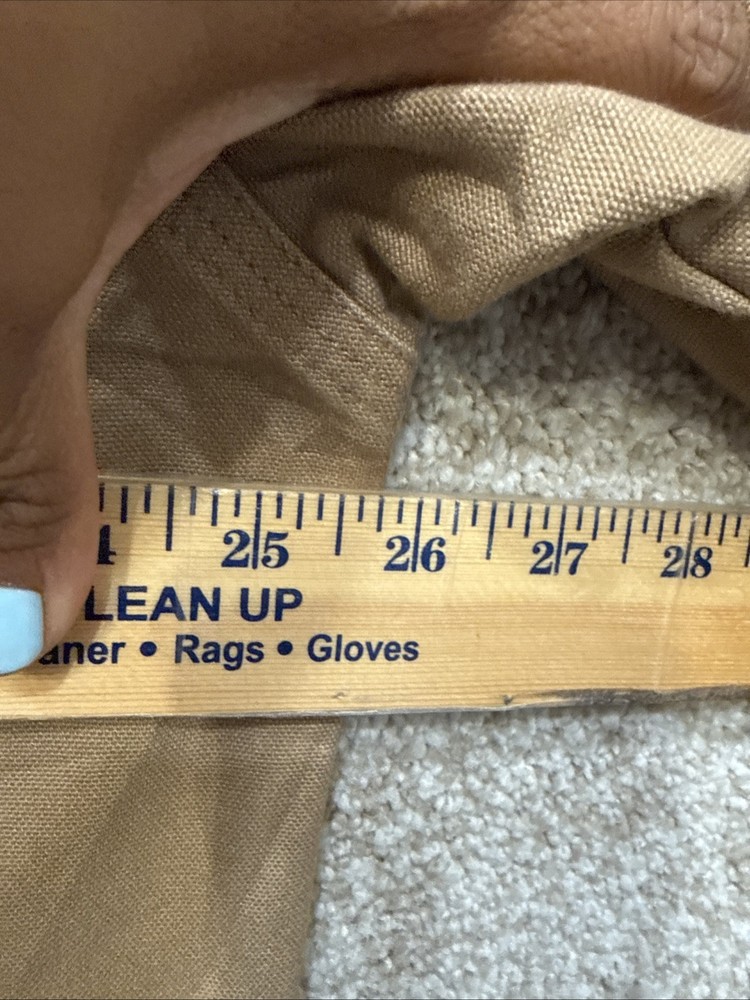 4 25 26 27 28
LEAN UP
aner • Rags • Gloves